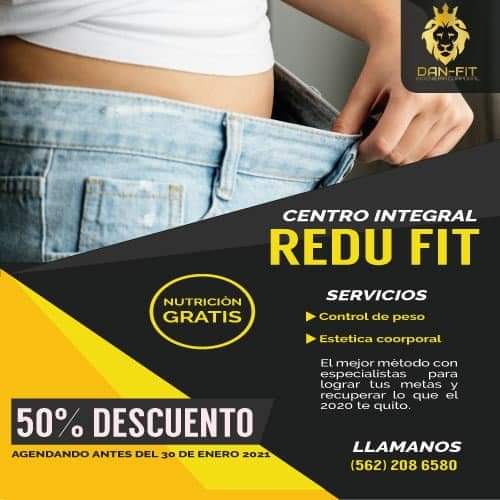 DAN-FIT
CENTRO INTEGRAL
REDU FIT
NUTRICIÓN
GRATIS
SERVICIOS
Control de peso
Estetica coorporal
El mejor método con
especialistas para
lograr tus metas y
recuperar lo que el
2020 te quito.
50% DESCUENTO
AGENDANDO ANTES DEL 30 DE ENERO 2021
LLAMANOS
(562) 208 6580